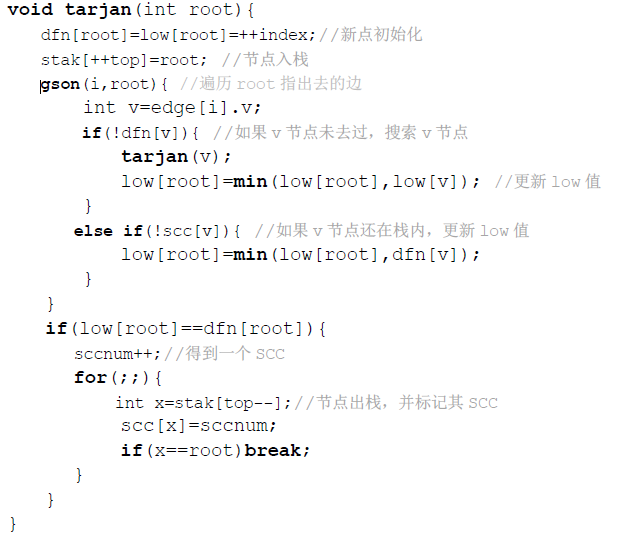 void tarjan(int root){
dfn[root]=low[root]=++index;//新点初始化
stak[++top]=root; //节点入栈
gson(i,root){ //遍历 root 指出去的边
int v=edge[i].v;
if(!dfn[v]){ //如果 v 节点未去过，搜索 v 节点
tarjan(v);
low[root]=min(low[root],low[v]); //更新 low 值
}
else if(!scc[v]){ //如果 v 节点还在栈内，更新 low 值
low[root]=min(low[root],dfn[v]);
}
}
if(low[root]==dfn[root]){
sccnum++;//得到一个 SCC
for(;;){
int x=stak[top--];//节点出栈，并标记其 SCC
scc[x]=sccnum;
if(x==root)break;
}
}
}